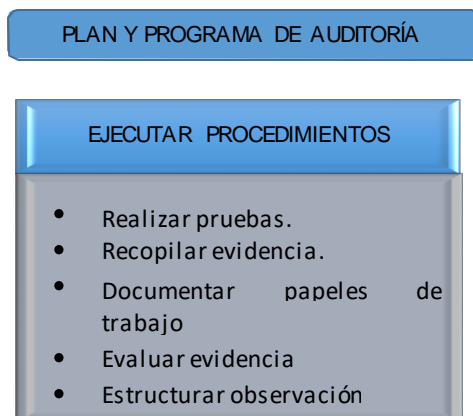 PLAN Y PROGRAMA DE AUDITORÍA
EJECUTAR PROCEDIMIENTOS
• Realizar pruebas.
• Recopilar evidencia.
• Documentar papeles de
trabajo
• Evaluar evidencia
• Estructurar observación